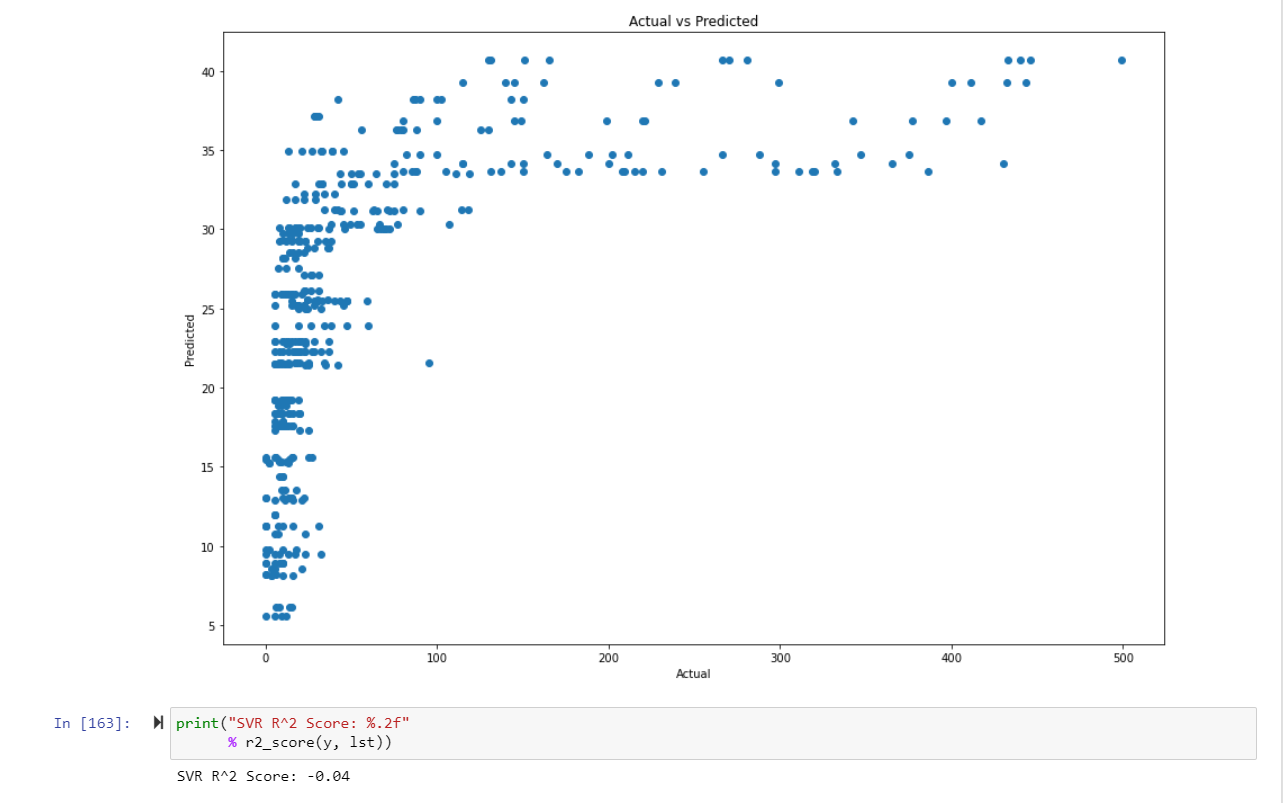 Actual vs Predicted
40
35
30
25
20
15
10
5
Predicted
0 100 200 300 400 500
Actual
In [163]: print("SVR R^2 Score: %.2f"
% r2_score(y, lst))
SVR R^2 Score: -0.04